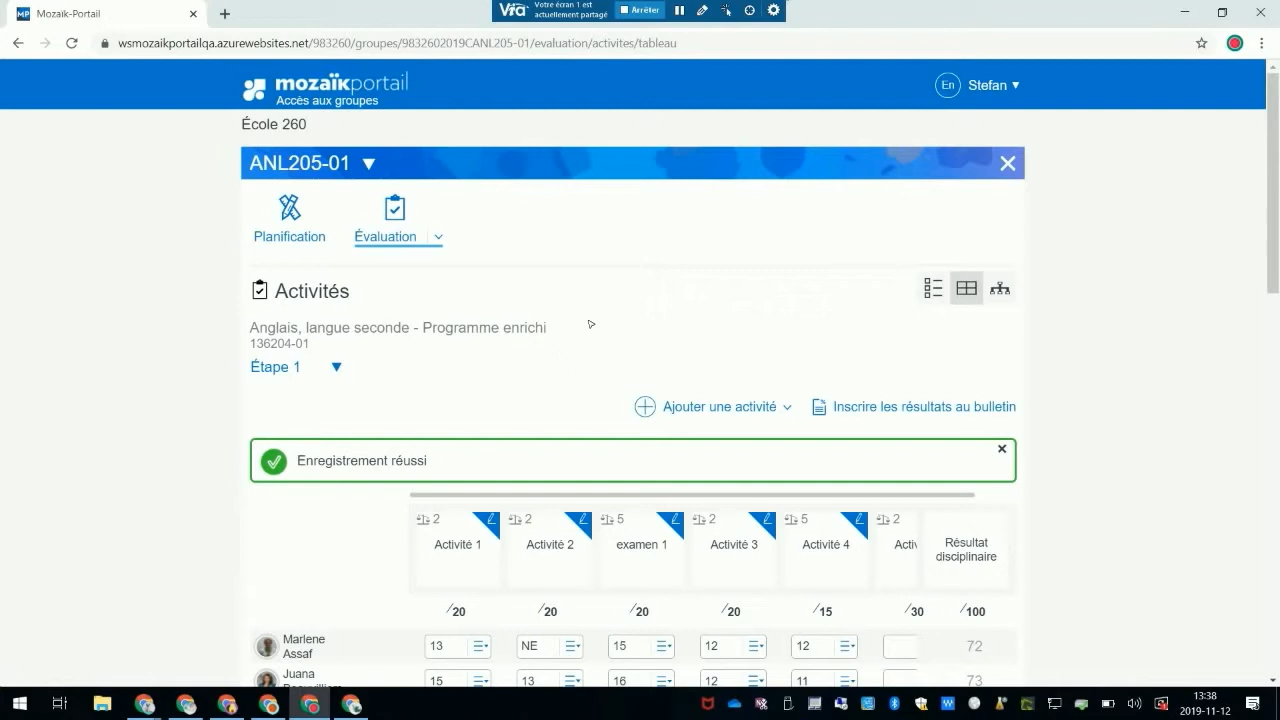 Mozaïk-Portail
Via
Votre écran 1 est
actuellement partagé
Arrêter
wsmozaikportailqa.azurewebsites.net/983260/groupes/9832602019CANL205-01/evaluation/activites/tableau
mozaïkportail
Accès aux groupes
En
Stefan
École 260
ANL205-01
Planification
Évaluation
Activités
Anglais, langue seconde - Programme enrichi
136204-01
Étape 1
Ajouter une activité
Inscrire les résultats au bulletin
Enregistrement réussi
2 2 5 2 5 2
Activité 1 Activité 2 examen 1 Activité 3 Activité 4 Activ Résultat disciplinaire
/20 /20 /20 /20 /15 /30 /100
Marlene
Assaf
13 NE 15 12 12 72
Juana
15 13 16 12 11 73
13:38
2019-11-12